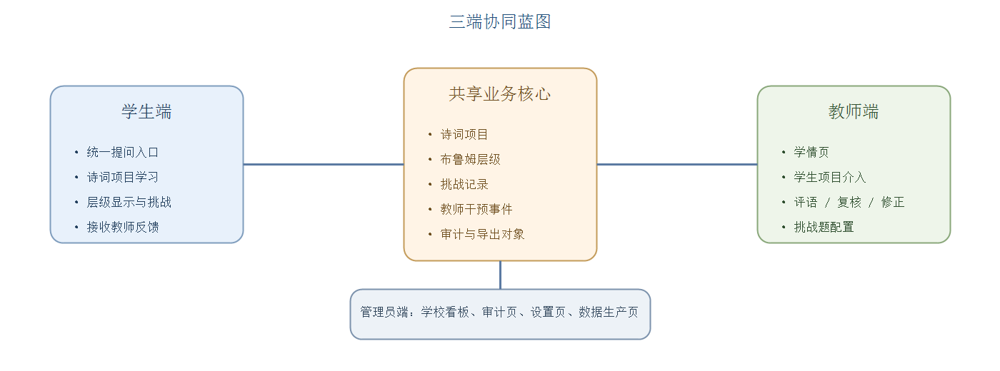 三端协同蓝图
学生端
• 统一提问入口
• 诗词项目学习
• 层级显示与挑战
• 接收教师反馈
共享业务核心
• 诗词项目
• 布鲁姆层级
• 挑战记录
• 教师干预事件
• 审计与导出对象
教师端
• 学情页
• 学生项目介入
• 评语 / 复核 / 修正
• 挑战题配置
管理员端：学校看板、审计页、设置页、数据生产页